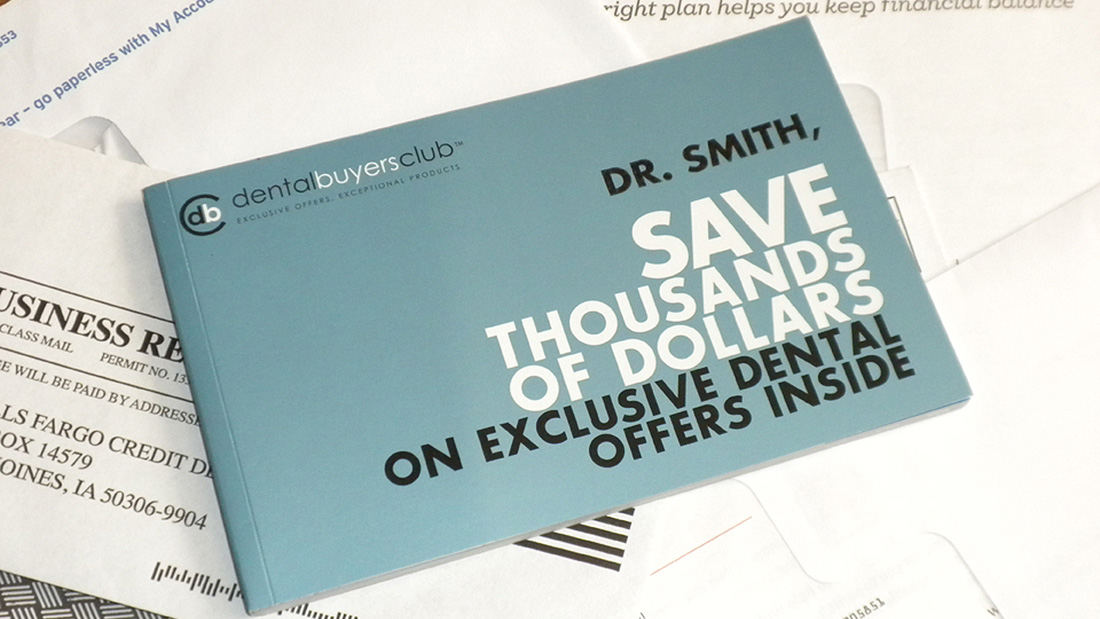 right plan helps you keep financial balance
go paperless with My
dentalbuyersclub™
EXCLUSIVE OFFERS, EXCEPTIONAL PRODUCTS
db
DR. SMITH,
SAVE
THOUSANDS
OF DOLLARS
ON EXCLUSIVE DENTAL
OFFERS INSIDE
CLASS MAIL PERMIT NO.
WILL BE PAID BY
FARGO CREDIT
14579
IA 50306-9904